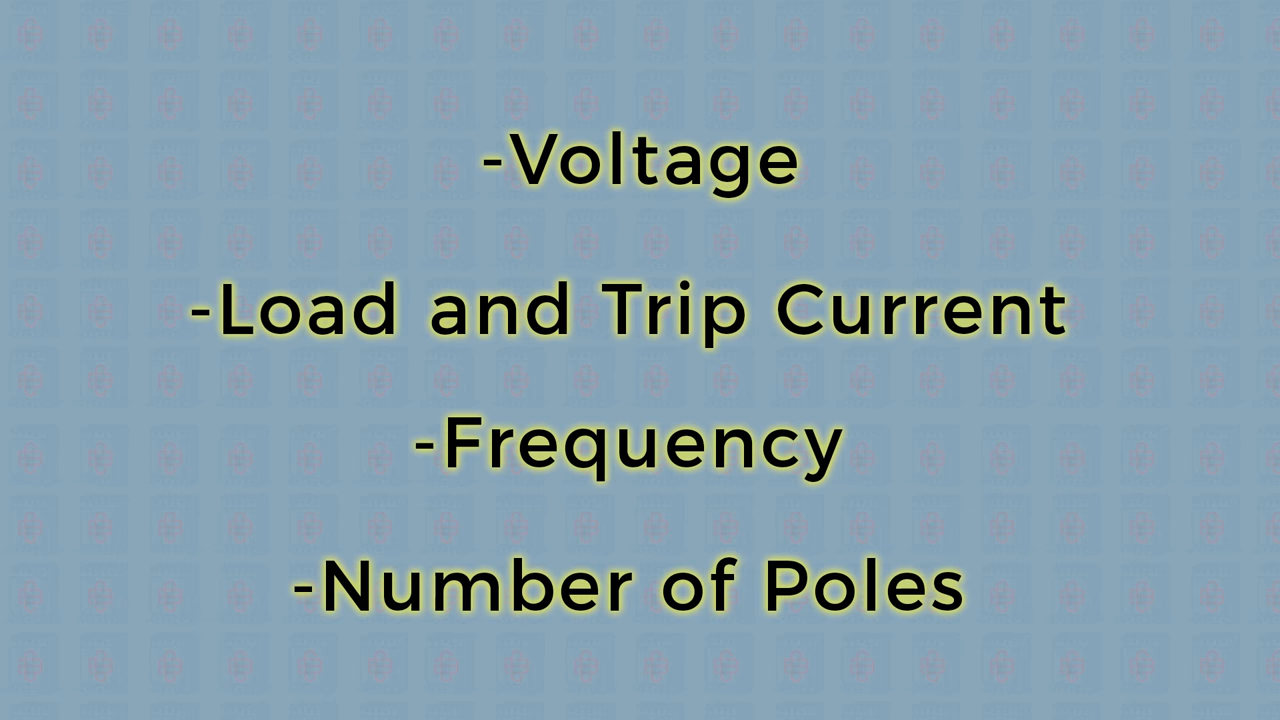 -Voltage
-Load and Trip Current
-Frequency
-Number of Poles